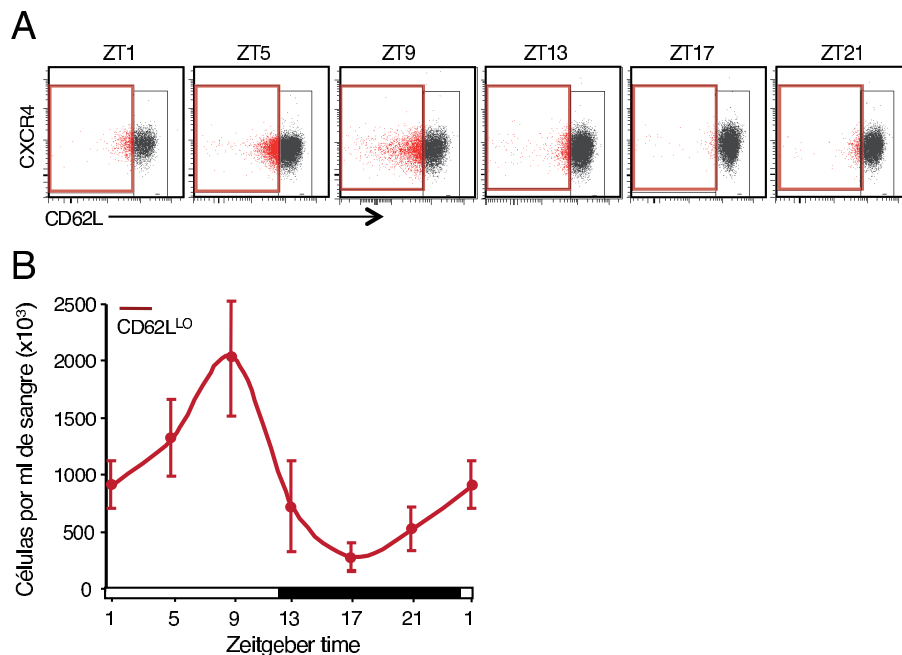 A
ZT1 ZT5 ZT9 ZT13 ZT17 ZT21
CXCR4
CD62L
B
CD62L^LO
Células por ml de sangre (x10³)
2500
2000
1500
1000
500
0
1 5 9 13 17 21 1
Zeitgeber time